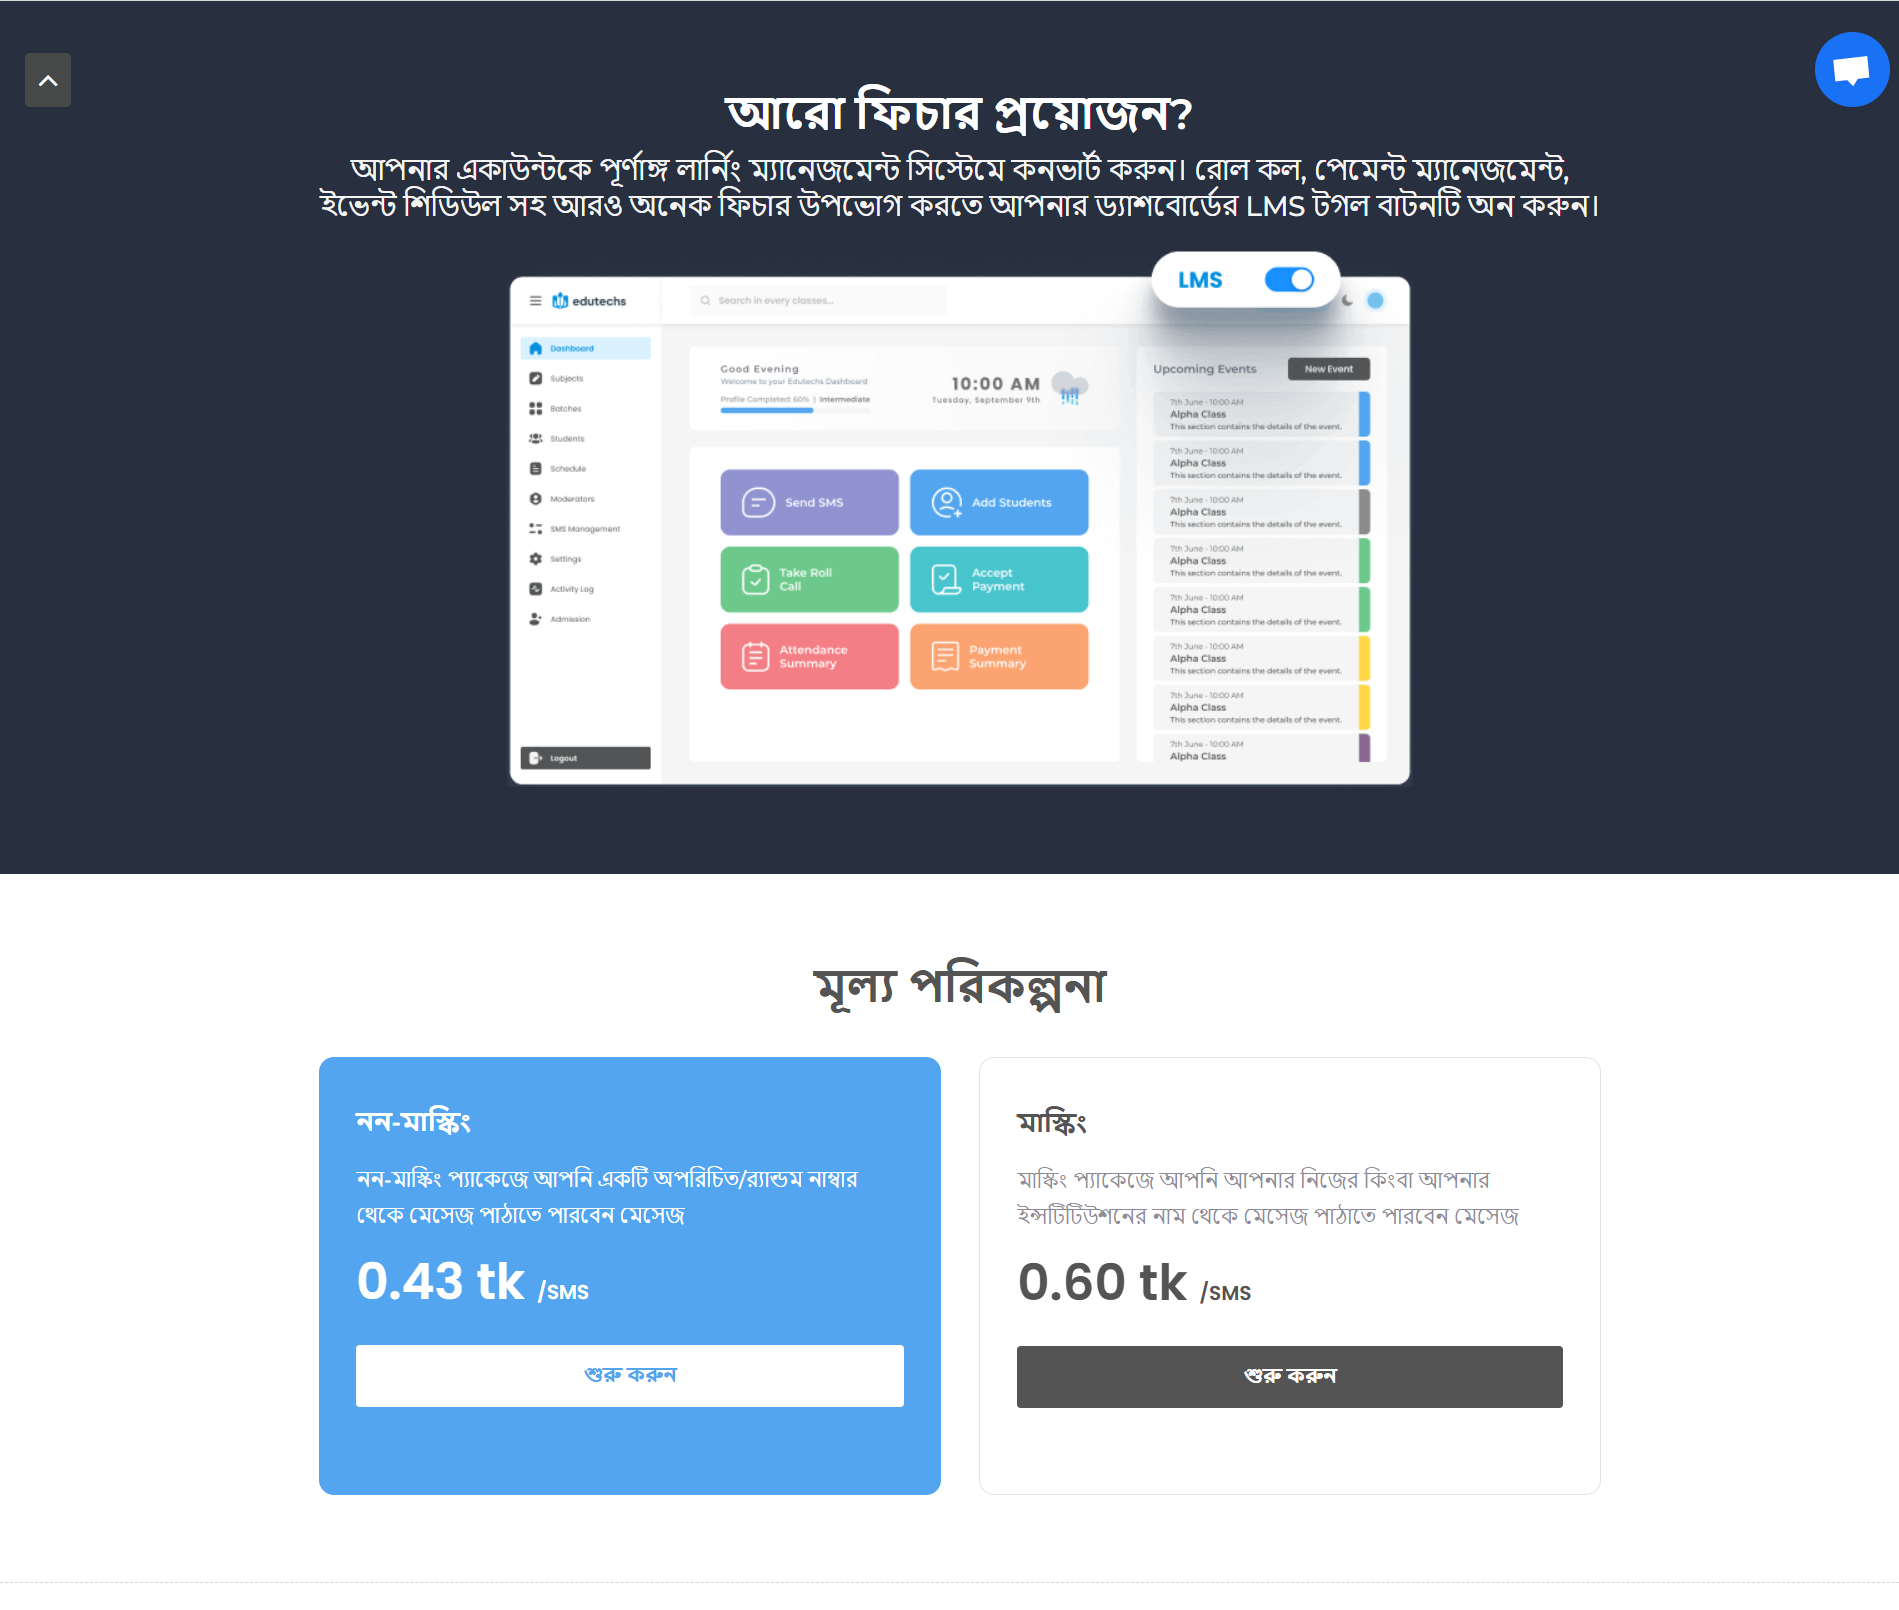 আরো ফিচার প্রয়োজন?
আপনার একাউন্টকে পূর্ণাঙ্গ লার্নিং ম্যানেজমেন্ট সিস্টেমে কনভার্ট করুন। রোল কল, পেমেন্ট ম্যানেজমেন্ট,
ইভেন্ট শিডিউল সহ আরও অনেক ফিচার উপভোগ করতে আপনার ড্যাশবোর্ডের LMS টগল বাটনটি অন করুন।
LMS
edutechs
Search in every classes...
Dashboard
Subjects
Batches
Students
Schedule
Moderators
SMS Management
Settings
Activity Log
Admission
Logout
Good Evening
Welcome to your Edutechs Dashboard
Profile Completed: 60% | Intermediate
10:00 AM
Tuesday, September 9th
Send SMS
Add Students
Take Roll
Call
Accept
Payment
Attendance
Summary
Payment
Summary
Upcoming Events
New Event
7th June - 10:00 AM
Alpha Class
This section contains the details of the event.
7th June - 10:00 AM
Alpha Class
This section contains the details of the event.
7th June - 10:00 AM
Alpha Class
This section contains the details of the event.
7th June - 10:00 AM
Alpha Class
This section contains the details of the event.
7th June - 10:00 AM
Alpha Class
This section contains the details of the event.
7th June - 10:00 AM
Alpha Class
This section contains the details of the event.
7th June - 10:00 AM
Alpha Class
This section contains the details of the event.
7th June - 10:00 AM
Alpha Class
মূল্য পরিকল্পনা
নন-মাস্কিং
নন-মাস্কিং প্যাকেজে আপনি একটি অপরিচিত/র‍্যান্ডম নাম্বার
থেকে মেসেজ পাঠাতে পারবেন মেসেজ
0.43 tk /SMS
শুরু করুন
মাস্কিং
মাস্কিং প্যাকেজে আপনি আপনার নিজের কিংবা আপনার
ইন্সটিটিউশনের নাম থেকে মেসেজ পাঠাতে পারবেন মেসেজ
0.60 tk /SMS
শুরু করুন